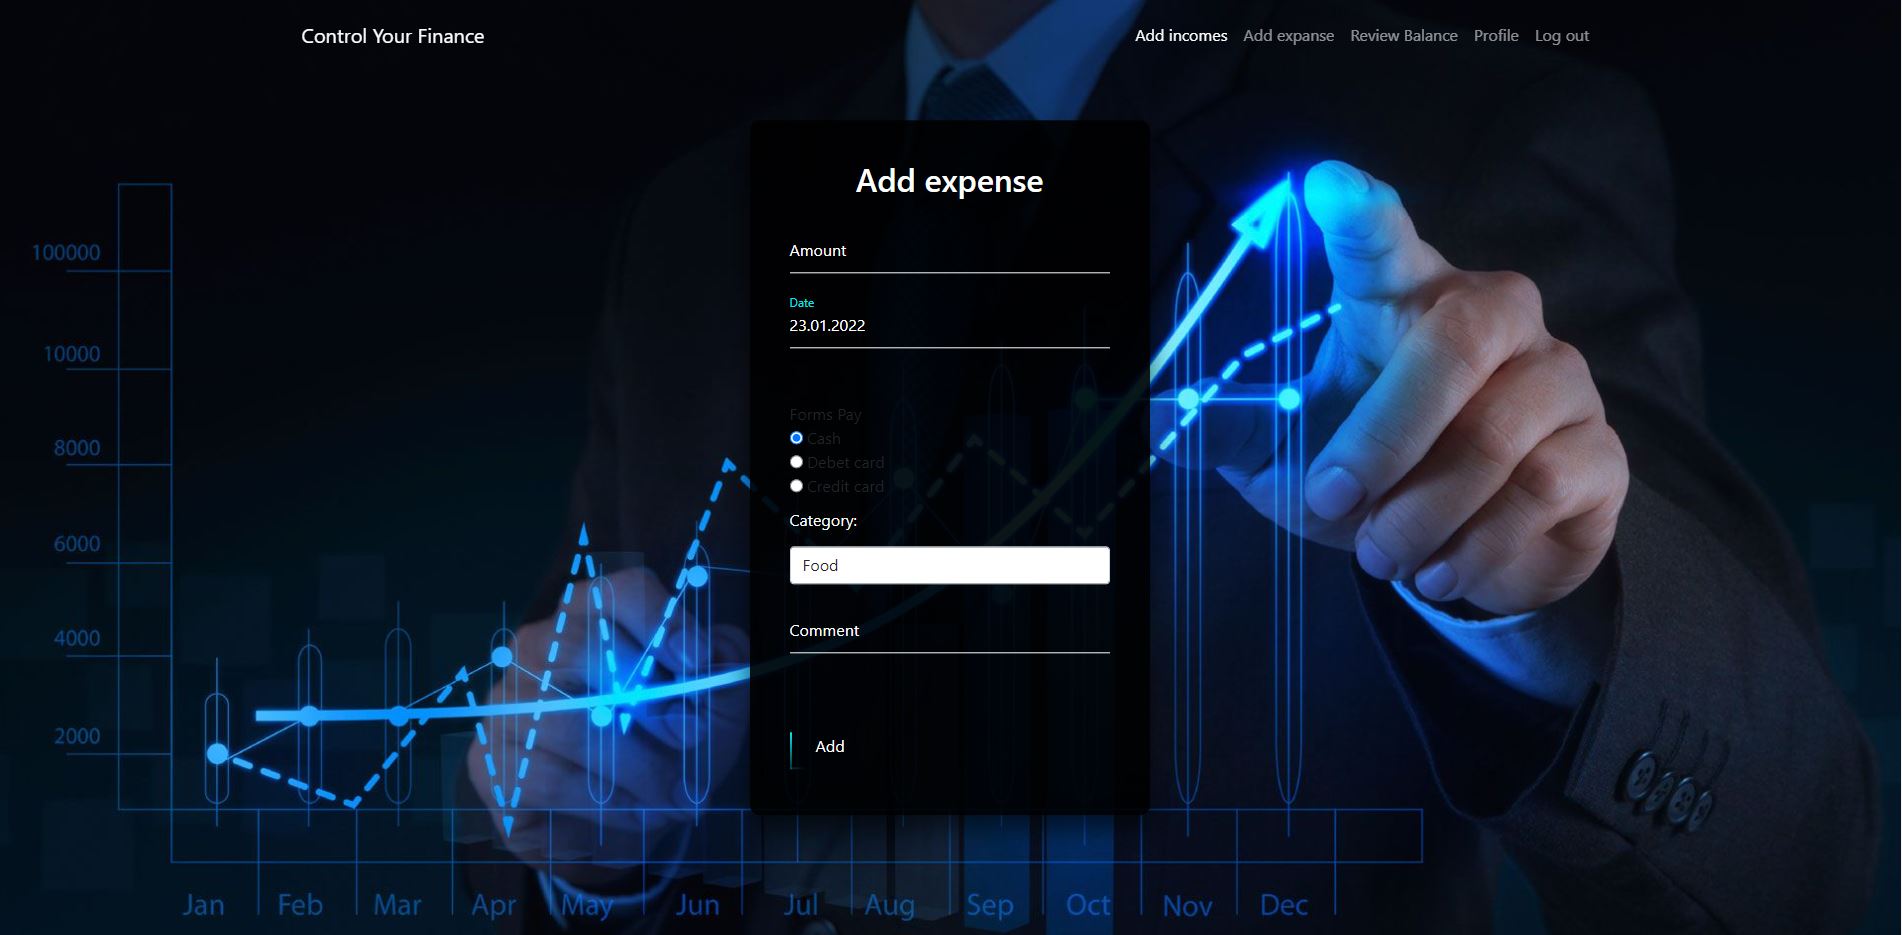 Control Your Finance
Add incomes
Add expanse
Review Balance
Profile
Log out
Add expense
Amount
Date
23.01.2022
Forms Pay
Cash
Debet card
Credit card
Category:
Food
Comment
Add
100000
10000
8000
6000
4000
2000
Jan
Feb
Mar
Apr
May
Jun
Jul
Aug
Sep
Oct
Nov
Dec